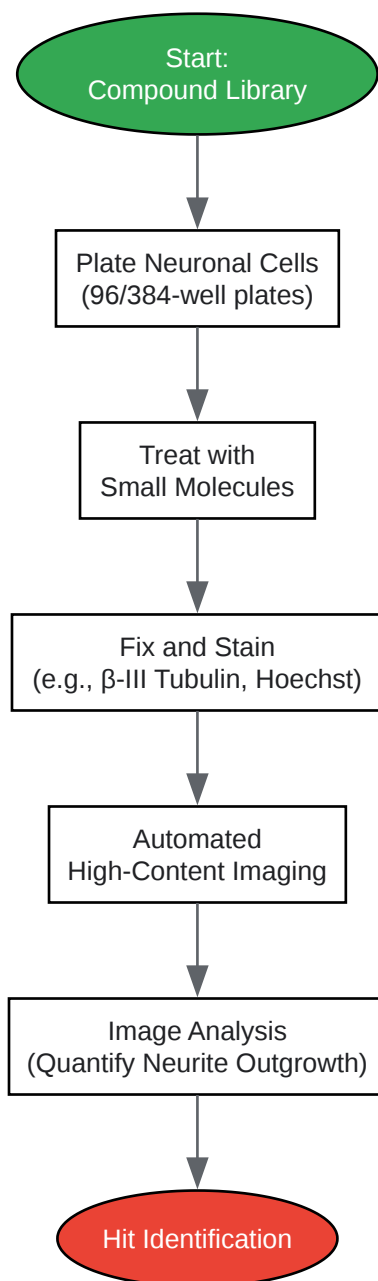 Start:
Compound Library
Plate Neuronal Cells
(96/384-well plates)
Treat with
Small Molecules
Fix and Stain
(e.g., β-III Tubulin, Hoechst)
Automated
High-Content Imaging
Image Analysis
(Quantify Neurite Outgrowth)
Hit Identification